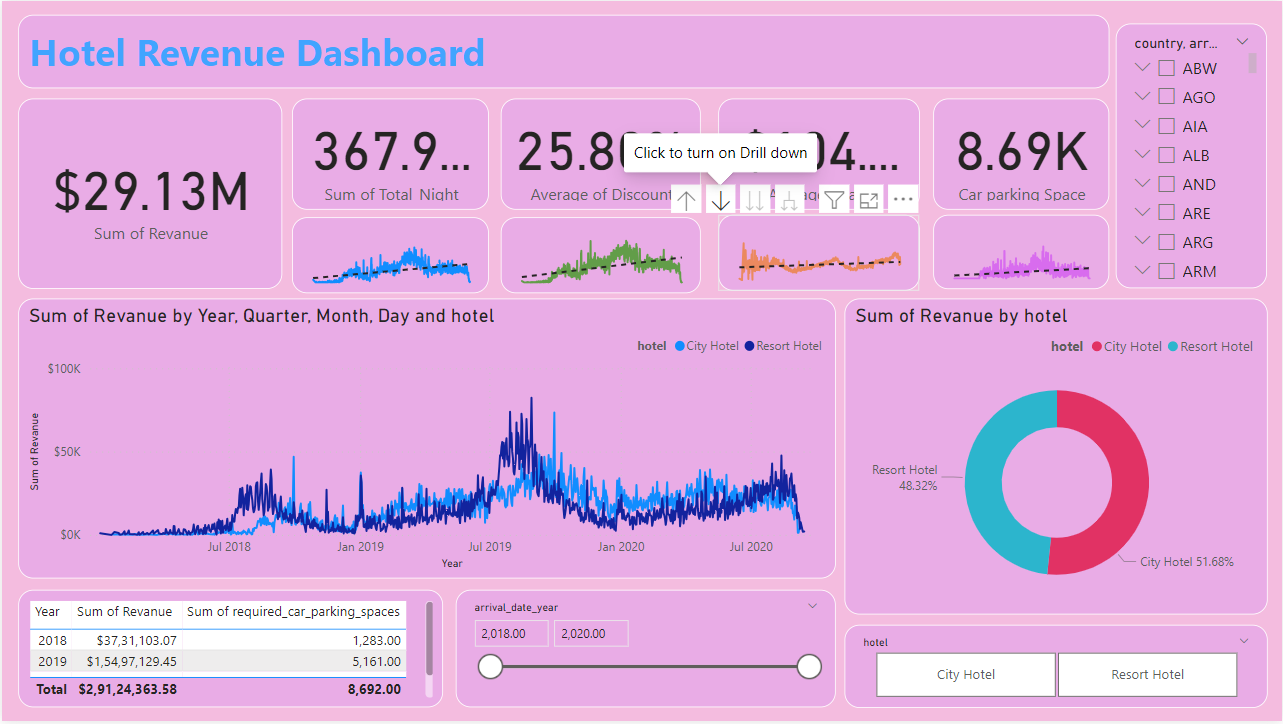 Hotel Revenue Dashboard
country, arr...
ABW
AGO
AIA
ALB
AND
ARE
ARG
ARM
$29.13M
Sum of Revanue
367.9...
Sum of Total Night
25.8
Average of Discount
Click to turn on Drill down
04....
8.69K
Car parking Space
Sum of Revanue by Year, Quarter, Month, Day and hotel
hotel City Hotel Resort Hotel
$100K
$50K
$0K
Sum of Revanue
Jul 2018 Jan 2019 Jul 2019 Jan 2020 Jul 2020
Year
Sum of Revanue by hotel
hotel City Hotel Resort Hotel
Resort Hotel
48.32%
City Hotel 51.68%
Year Sum of Revanue Sum of required_car_parking_spaces
2018 $37,31,103.07 1,283.00
2019 $1,54,97,129.45 5,161.00
Total $2,91,24,363.58 8,692.00
arrival_date_year
2,018.00 2,020.00
hotel
City Hotel Resort Hotel